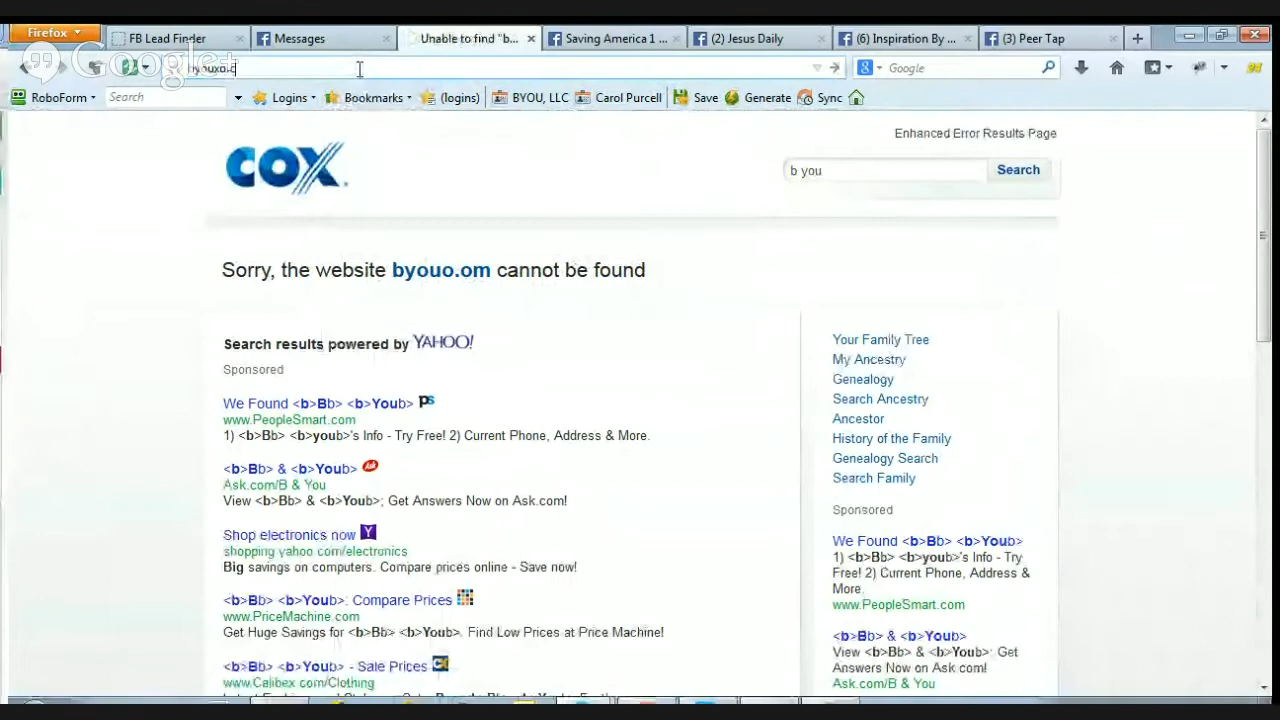 Firefox
FB Lead Finder
Messages
Unable to find "b...
Saving America 1 ...
(2) Jesus Daily
(6) Inspiration By ...
(3) Peer Tap
Google+
Google
RoboForm
Search
Logins
Bookmarks
(logins)
BYOU, LLC
Carol Purcell
Save
Generate
Sync
Enhanced Error Results Page
COX
b you
Search
Sorry, the website byouo.om cannot be found
Search results powered by YAHOO!
Sponsored
We Found <b>Bb> <b>Youb> ps
www.PeopleSmart.com
1) <b>Bb> <b>youb>'s Info - Try Free! 2) Current Phone, Address & More.
<b>Bb> & <b>Youb> Ask
Ask.com/B & You
View <b>Bb> & <b>Youb>; Get Answers Now on Ask.com!
Shop electronics now Y
shopping.yahoo.com/electronics
Big savings on computers. Compare prices online - Save now!
<b>Bb> <b>Youb>: Compare Prices
www.PriceMachine.com
Get Huge Savings for <b>Bb> <b>Youb>. Find Low Prices at Price Machine!
<b>Bb> <b>Youb> - Sale Prices
www.Calibex.com/Clothing
Your Family Tree
My Ancestry
Genealogy
Search Ancestry
Ancestor
History of the Family
Genealogy Search
Search Family
Sponsored
We Found <b>Bb> <b>Youb>
1) <b>Bb> <b>youb>'s Info - Try
Free! 2) Current Phone, Address &
More.
www.PeopleSmart.com
<b>Bb> & <b>Youb>
View <b>Bb> & <b>Youb>; Get
Answers Now on Ask.com!
Ask.com/B & You